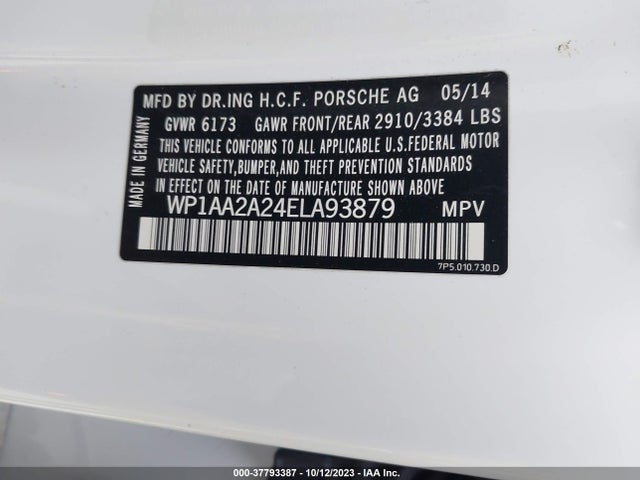 MFD BY DR.ING H.C.F. PORSCHE AG 05/14
GVWR 6173 GAWR FRONT/REAR 2910/3384 LBS
THIS VEHICLE CONFORMS TO ALL APPLICABLE U.S.FEDERAL MOTOR
VEHICLE SAFETY,BUMPER,AND THEFT PREVENTION STANDARDS
IN EFFECT ON THE DATE OF MANUFACTURE SHOWN ABOVE
MADE IN GERMANY
WP1AA2A24ELA93879 MPV
7P5.010.730.D
000-37793387 - 10/12/2023 - IAA Inc.